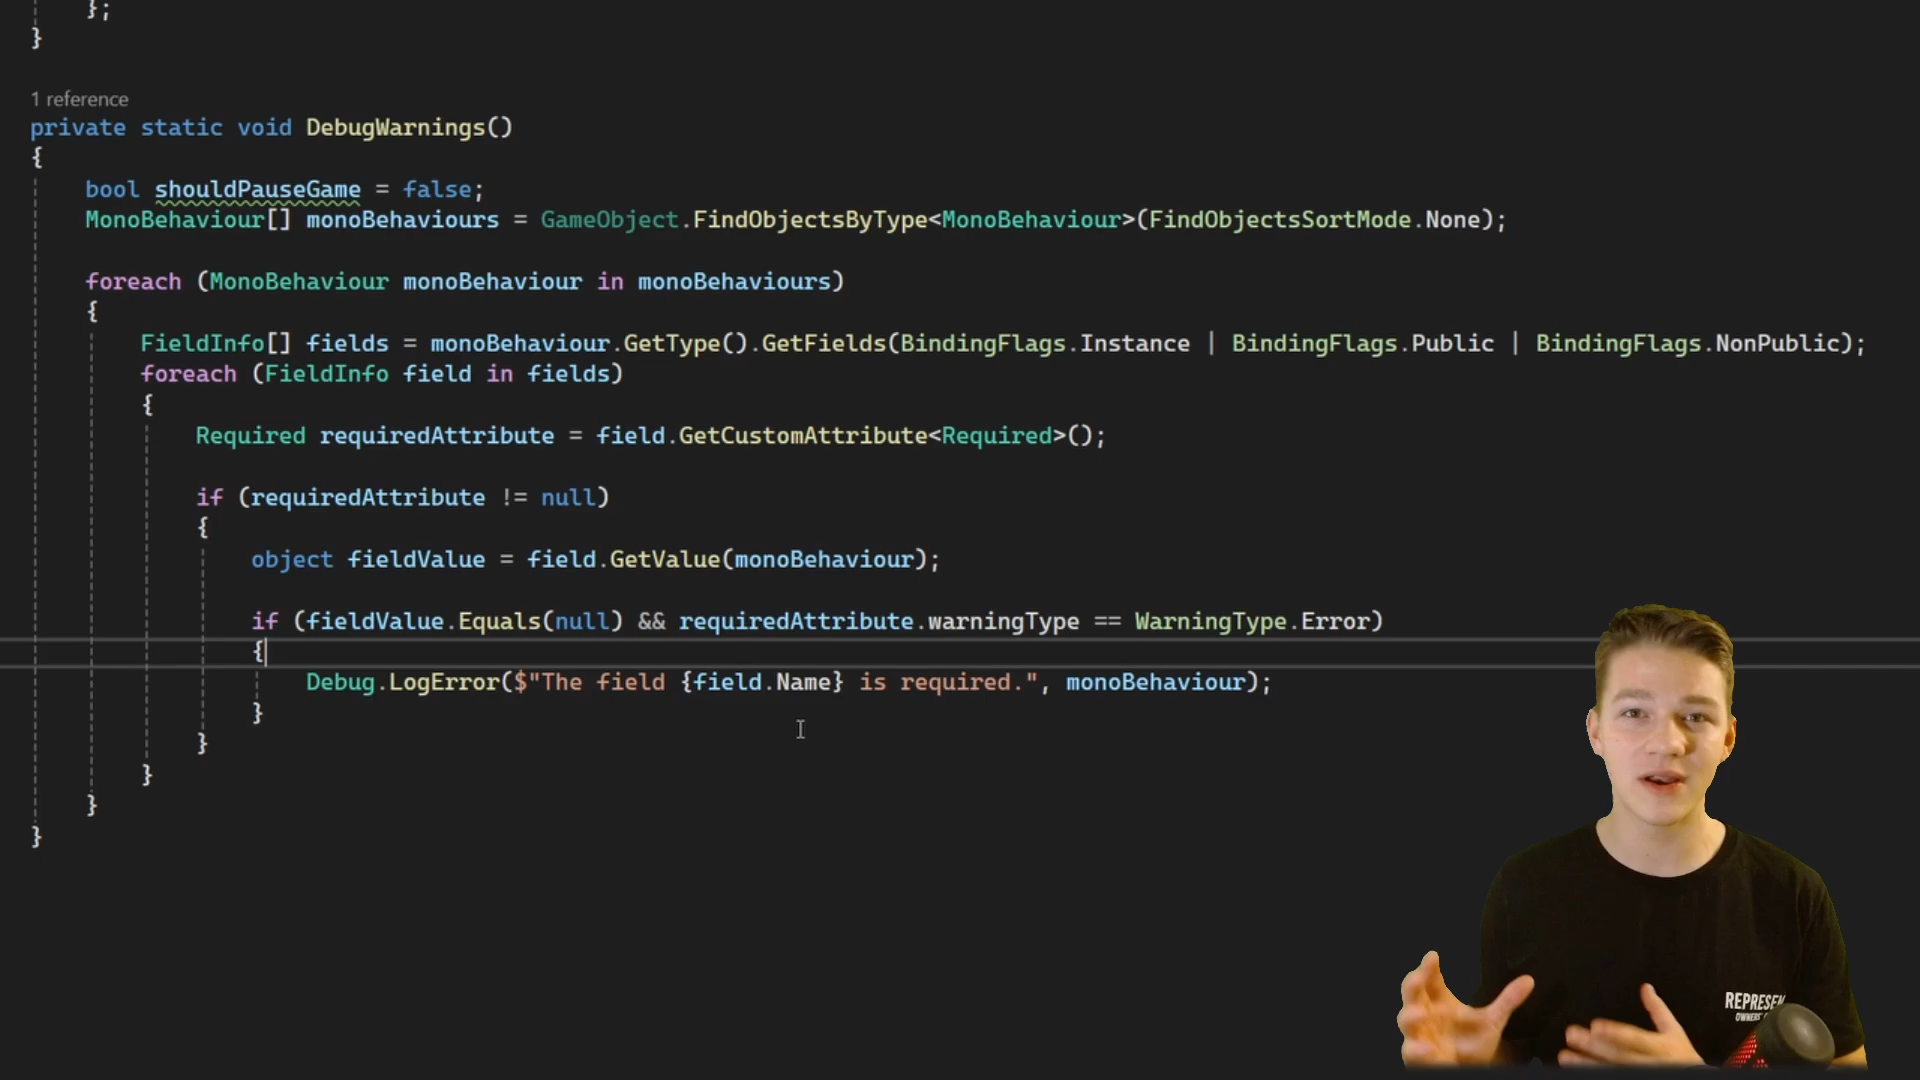 };
}
1 reference
private static void DebugWarnings()
{
bool shouldPauseGame = false;
MonoBehaviour[] monoBehaviours = GameObject.FindObjectsByType<MonoBehaviour>(FindObjectsSortMode.None);
foreach (MonoBehaviour monoBehaviour in monoBehaviours)
{
FieldInfo[] fields = monoBehaviour.GetType().GetFields(BindingFlags.Instance | BindingFlags.Public | BindingFlags.NonPublic);
foreach (FieldInfo field in fields)
{
Required requiredAttribute = field.GetCustomAttribute<Required>();
if (requiredAttribute != null)
{
object fieldValue = field.GetValue(monoBehaviour);
if (fieldValue.Equals(null) && requiredAttribute.warningType == WarningType.Error)
{
Debug.LogError($"The field {field.Name} is required.", monoBehaviour);
}
}
}
}
}